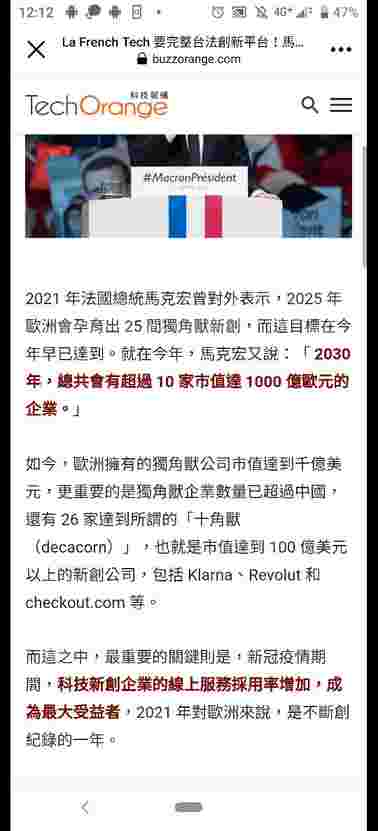 12:12
4G+
47%
La French Tech 要完整台法創新平台！馬...
buzzorange.com
科技報橘
TechOrange
#MacronPrésident
2021 年法國總統馬克宏曾對外表示，2025 年
歐洲會孕育出 25 間獨角獸新創，而這目標在今
年早已達到。就在今年，馬克宏又說：「2030
年，總共會有超過 10 家市值達 1000 億歐元的
企業。」
如今，歐洲擁有的獨角獸公司市值達到千億美
元，更重要的是獨角獸企業數量已超過中國，
還有 26 家達到所謂的「十角獸
（decacorn）」，也就是市值達到 100 億美元
以上的新創公司，包括 Klarna、Revolut 和
checkout.com 等。
而這之中，最重要的關鍵則是，新冠疫情期
間，科技新創企業的線上服務採用率增加，成
為最大受益者，2021 年對歐洲來說，是不斷創
紀錄的一年。